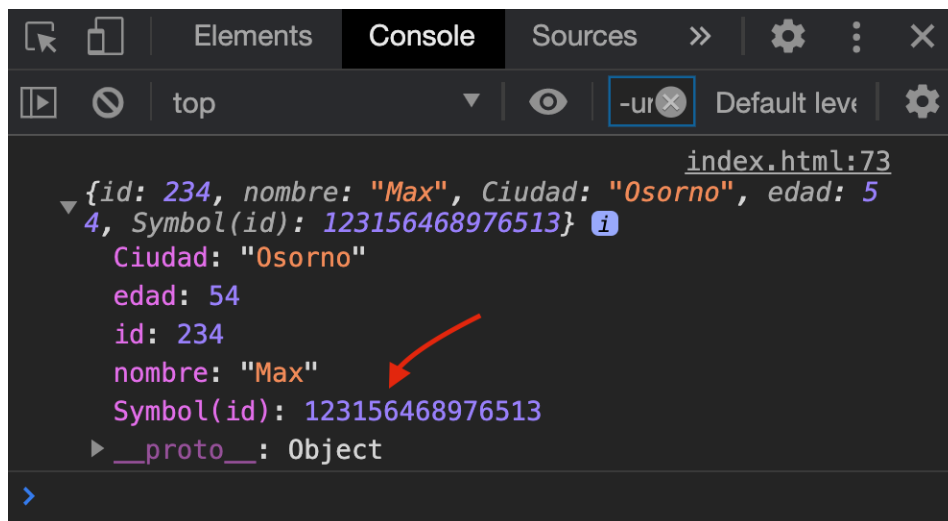 Elements Console Sources »
top -ur Default leve
index.html:73
{id: 234, nombre: "Max", Ciudad: "Osorno", edad: 5
4, Symbol(id): 123156468976513} i
Ciudad: "Osorno"
edad: 54
id: 234
nombre: "Max"
Symbol(id): 123156468976513
__proto__: Object